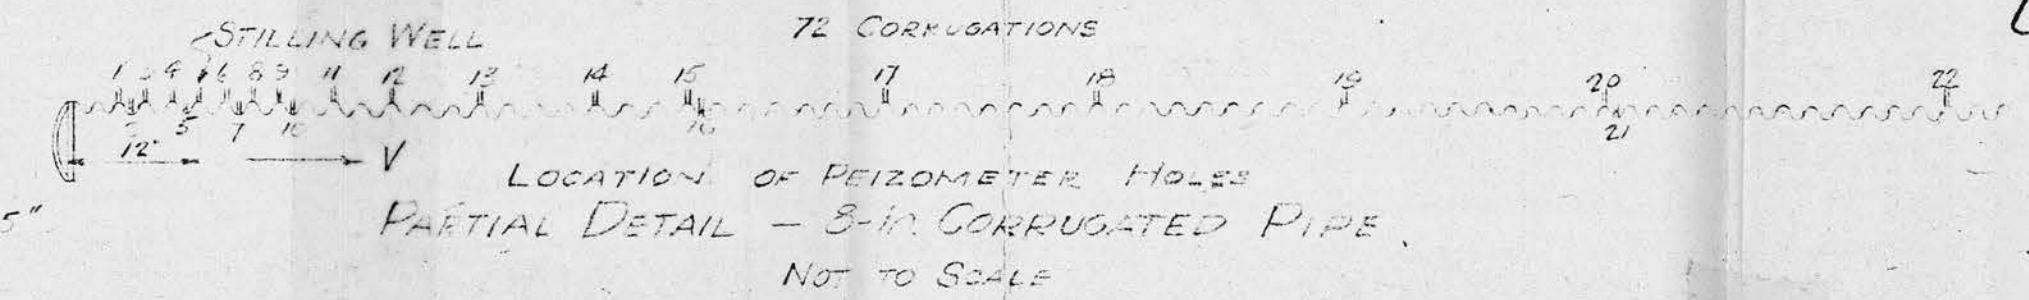 STILLING WELL
72 CORRUGATIONS
1 3 4 6 8 9 11 12 13 14 15 17 18 19 20 22
5 7 10 16 21
12"
V
LOCATION OF PEIZOMETER HOLES
5"
PARTIAL DETAIL — 8-in CORRUGATED PIPE.
NOT TO SCALE